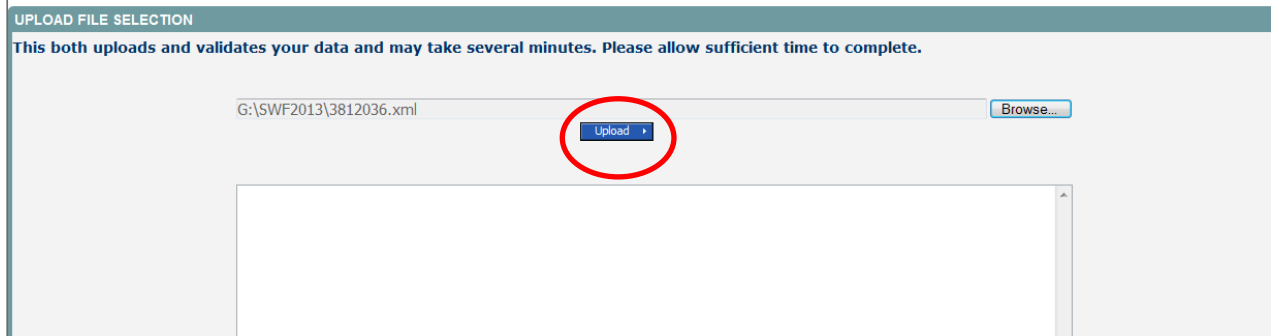 UPLOAD FILE SELECTION
This both uploads and validates your data and may take several minutes. Please allow sufficient time to complete.
G:\SWF2013\3812036.xml
Browse...
Upload